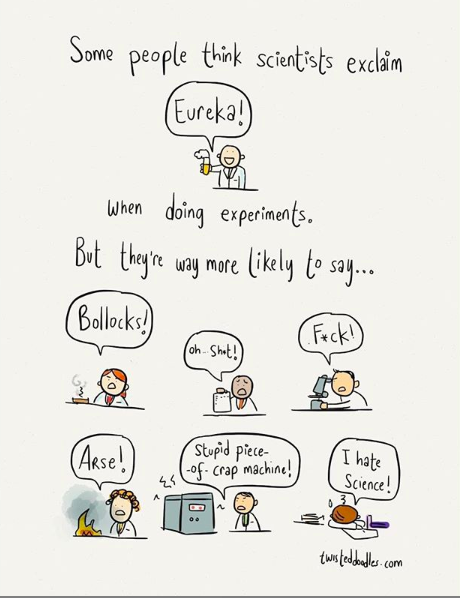 Some people think scientists exclaim
Eureka!
when doing experiments.
But they're way more likely to say...
Bollocks!
oh... Sh*t!
F*ck!
Arse!
Stupid piece-
-of-crap machine!
I hate
Science!
twisteddoodles.com